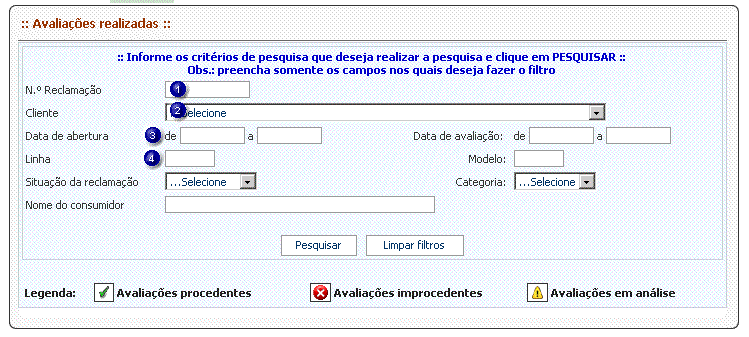 :: Avaliações realizadas ::
:: Informe os critérios de pesquisa que deseja realizar a pesquisa e clique em PESQUISAR ::
Obs.: preencha somente os campos nos quais deseja fazer o filtro
N.º Reclamação 1
Cliente 2 ...Selecione
Data de abertura 3 de a Data de avaliação: de a
Linha 4 Modelo:
Situação da reclamação ...Selecione Categoria: ...Selecione
Nome do consumidor
Pesquisar Limpar filtros
Legenda: Avaliações procedentes Avaliações improcedentes Avaliações em análise